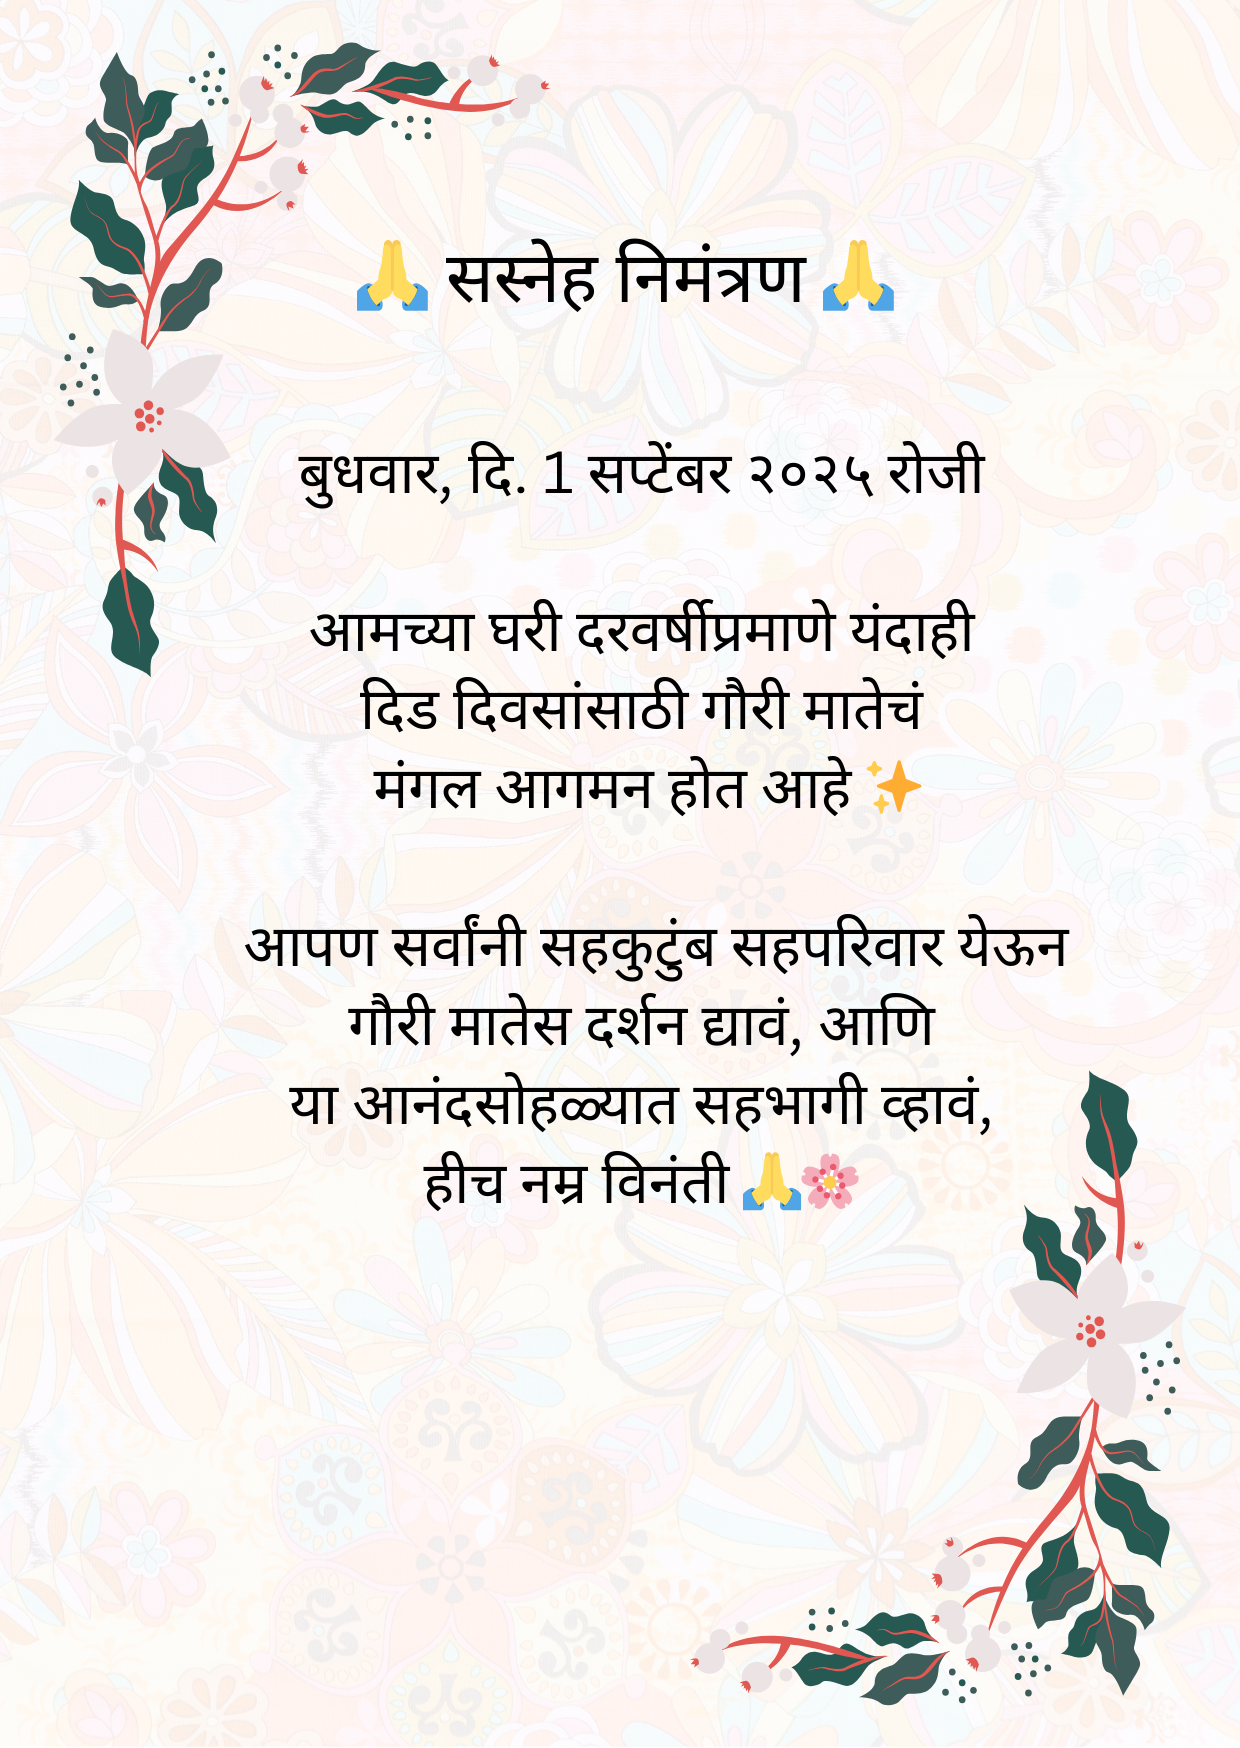 🙏 सस्नेह निमंत्रण 🙏
बुधवार, दि. 1 सप्टेंबर २०२५ रोजी
आमच्या घरी दरवर्षीप्रमाणे यंदाही
दिड दिवसांसाठी गौरी मातेचं
मंगल आगमन होत आहे ✨
आपण सर्वांनी सहकुटुंब सहपरिवार येऊन
गौरी मातेस दर्शन द्यावं, आणि
या आनंदसोहळ्यात सहभागी व्हावं,
हीच नम्र विनंती 🙏🌸